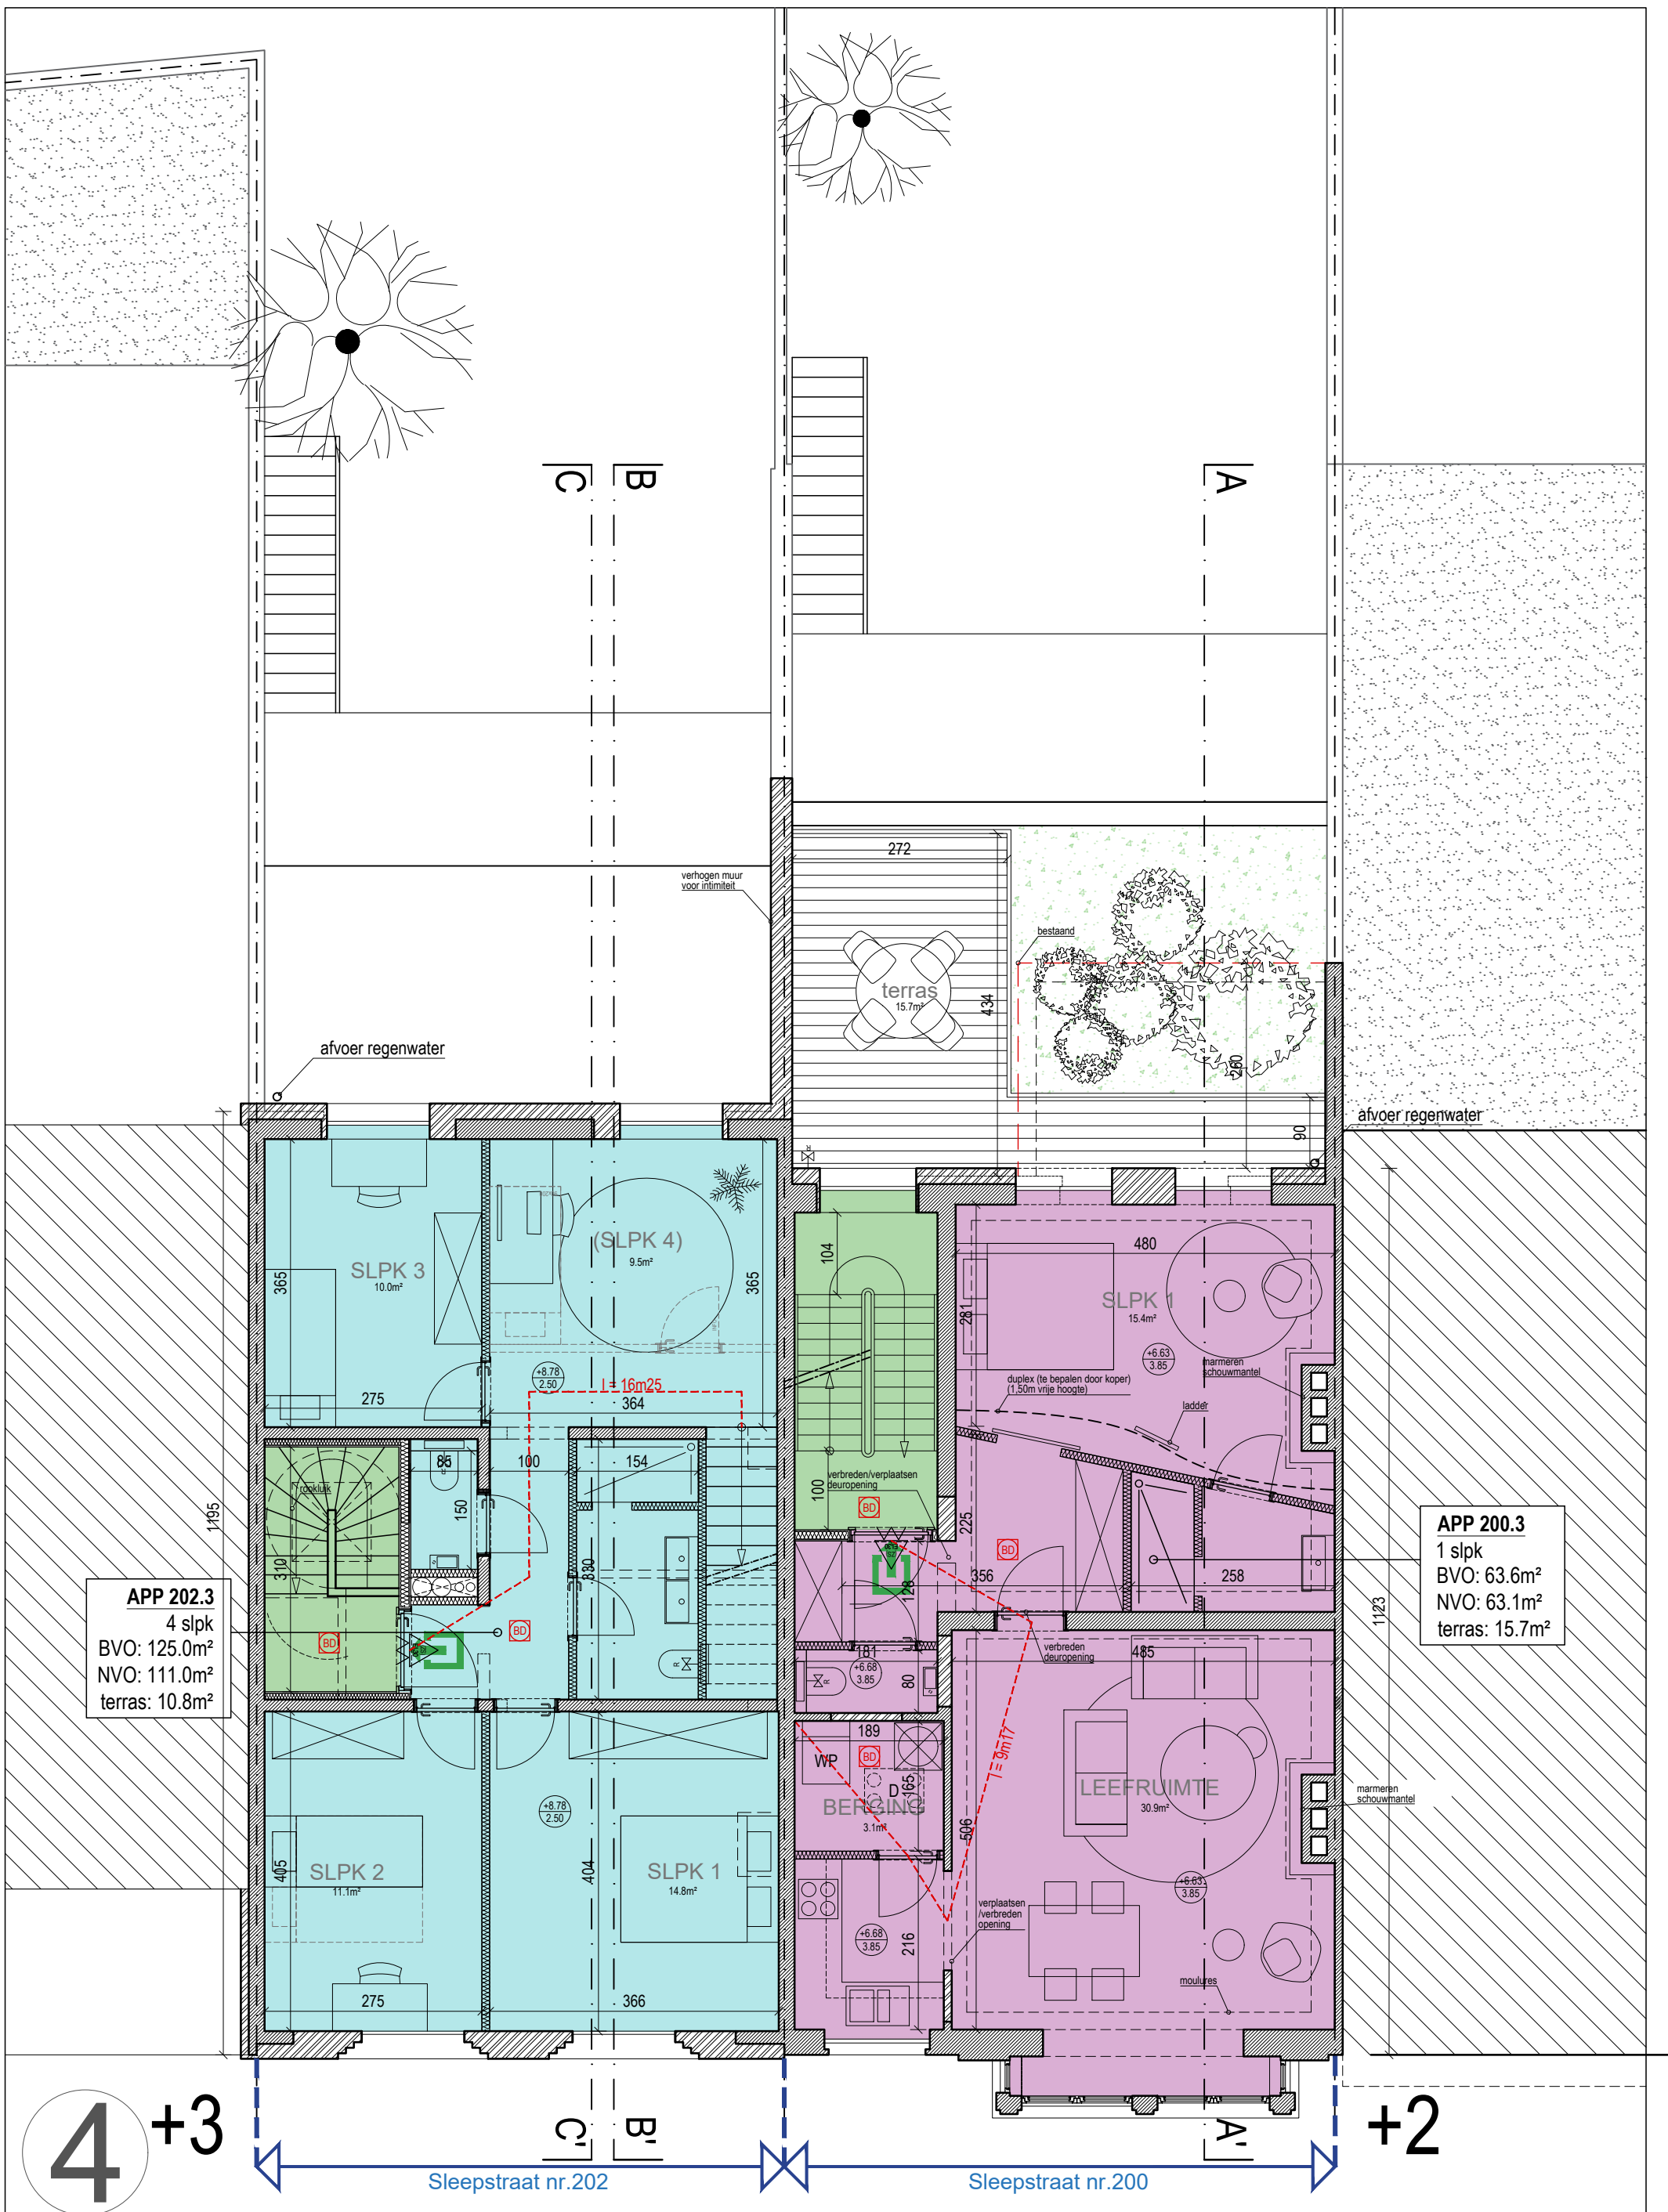 C
B
A
272
verhogen muur
voor intimiteit
bestaand
terras
15.7m²
434
260
afvoer regenwater
afvoer regenwater
90
H
SLPK 3
10.0m²
365
275
(SLPK 4)
9.5m²
365
+8.78
2.50
l = 16m25
364
104
480
SLPK 1
15.4m²
281
+6.63
3.85
marmeren
schouwmantel
duplex (te bepalen door koper)
(1,50m vrije hoogte)
ladder
1195
rookluik
310
85
150
100
154
330
R
BD
BD
100
verbreden/verplaatsen
deuropening
BD
225
BD
356
258
128
1123
APP 202.3
4 slpk
BVO: 125.0m²
NVO: 111.0m²
terras: 10.8m²
APP 200.3
1 slpk
BVO: 63.6m²
NVO: 63.1m²
terras: 15.7m²
verbreden
deuropening
181
+6.68
3.85
R
80
485
189
WP
BD
D
165
BERGING
3.1m²
l = 9m17
LEEFRUIMTE
30.9m²
506
marmeren
schouwmantel
+8.78
2.50
SLPK 2
11.1m²
405
275
SLPK 1
14.8m²
404
366
+6.63
3.85
verplaatsen
/verbreden
opening
+6.68
3.85
216
moulures
4
+3
C'
B'
A'
+2
Sleepstraat nr.202
Sleepstraat nr.200